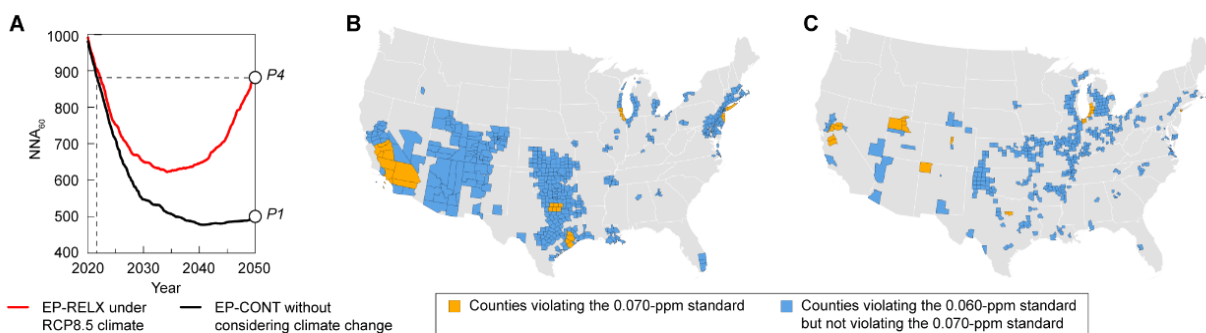 A
1000
900
800
700
600
500
400
NNA60
P4
P1
2020 2030 2040 2050
Year
EP-RELX under
RCP8.5 climate
EP-CONT without
considering climate change
B
C
Counties violating the 0.070-ppm standard
Counties violating the 0.060-ppm standard
but not violating the 0.070-ppm standard